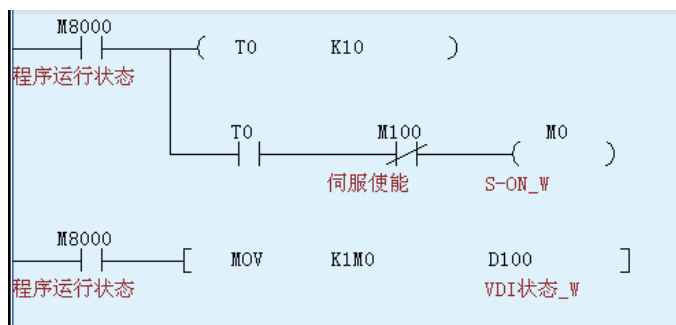 M8000
T0 K10
程序运行状态
T0 M100 M0
伺服使能 S-ON_W
M8000
MOV K1M0 D100
程序运行状态 VDI状态_W